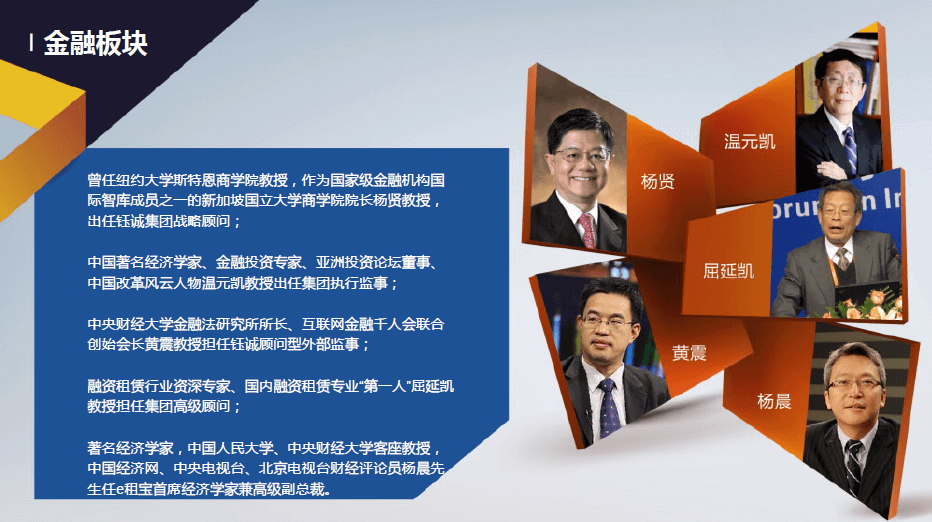 金融板块
曾任纽约大学斯特恩商学院教授，作为国家级金融机构国
际智库成员之一的新加坡国立大学商学院院长杨贤教授，
出任钰诚集团战略顾问；
中国著名经济学家、金融投资专家、亚洲投资论坛董事、
中国改革风云人物温元凯教授出任集团执行监事；
中央财经大学金融法研究所所长、互联网金融千人会联合
创始会长黄震教授担任钰诚顾问型外部监事；
融资租赁行业资深专家、国内融资租赁专业“第一人”屈延凯
教授担任集团高级顾问；
著名经济学家，中国人民大学、中央财经大学客座教授，
中国经济网、中央电视台、北京电视台财经评论员杨晨先
生任e租宝首席经济学家兼高级副总裁。
温元凯
杨贤
屈延凯
黄震
杨晨
orum on In